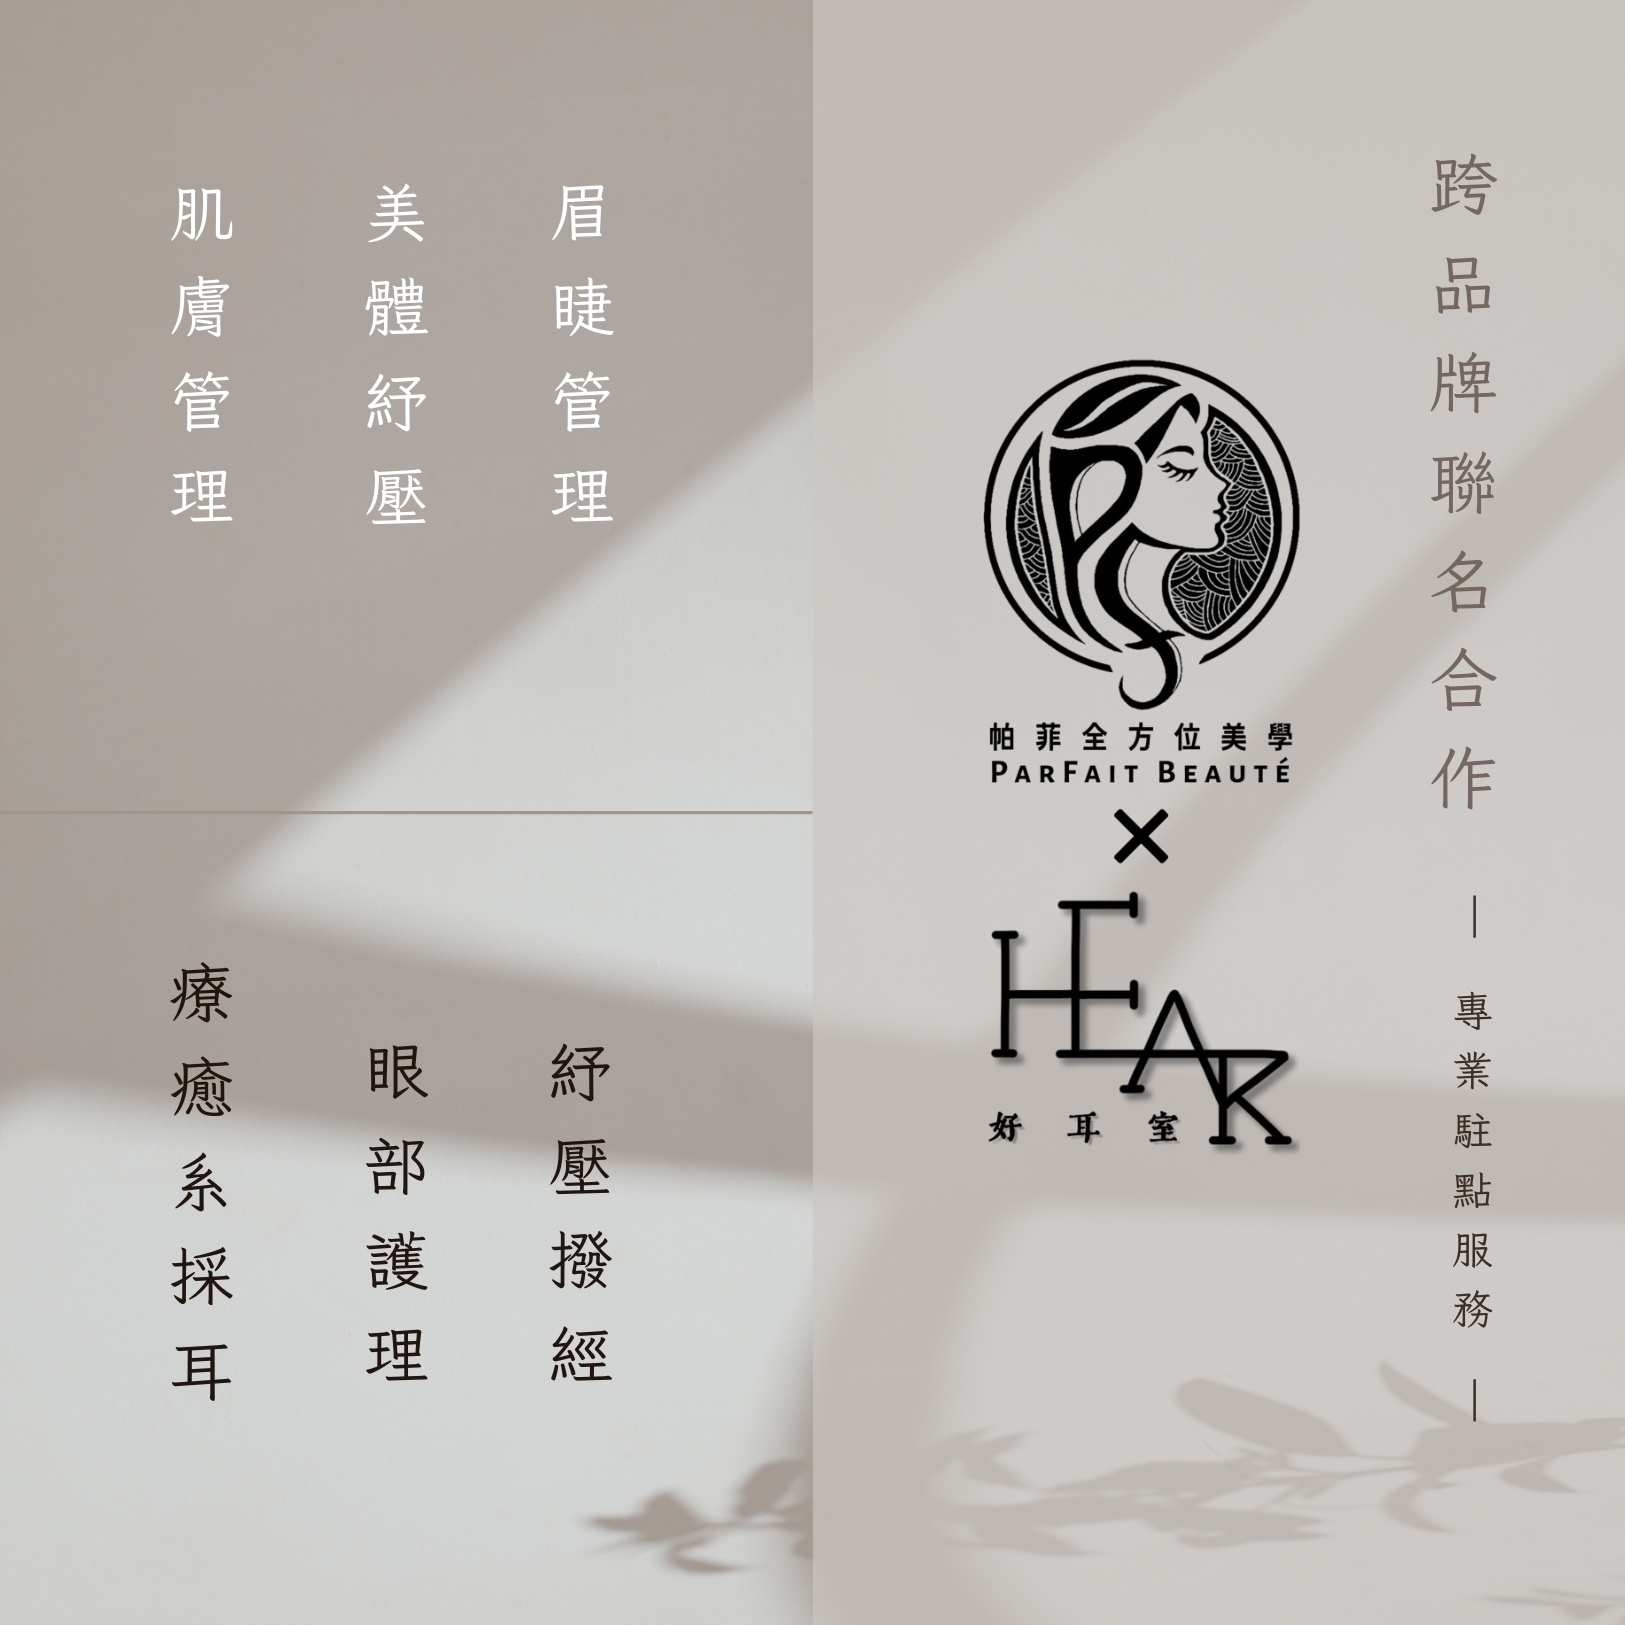 跨品牌聯名合作
｜專業駐點服務｜
帕菲全方位美學
PARFAIT BEAUTÉ
×
HEAR
好耳室
眉睫管理
美體紓壓
肌膚管理
紓壓撥經
眼部護理
療癒系採耳